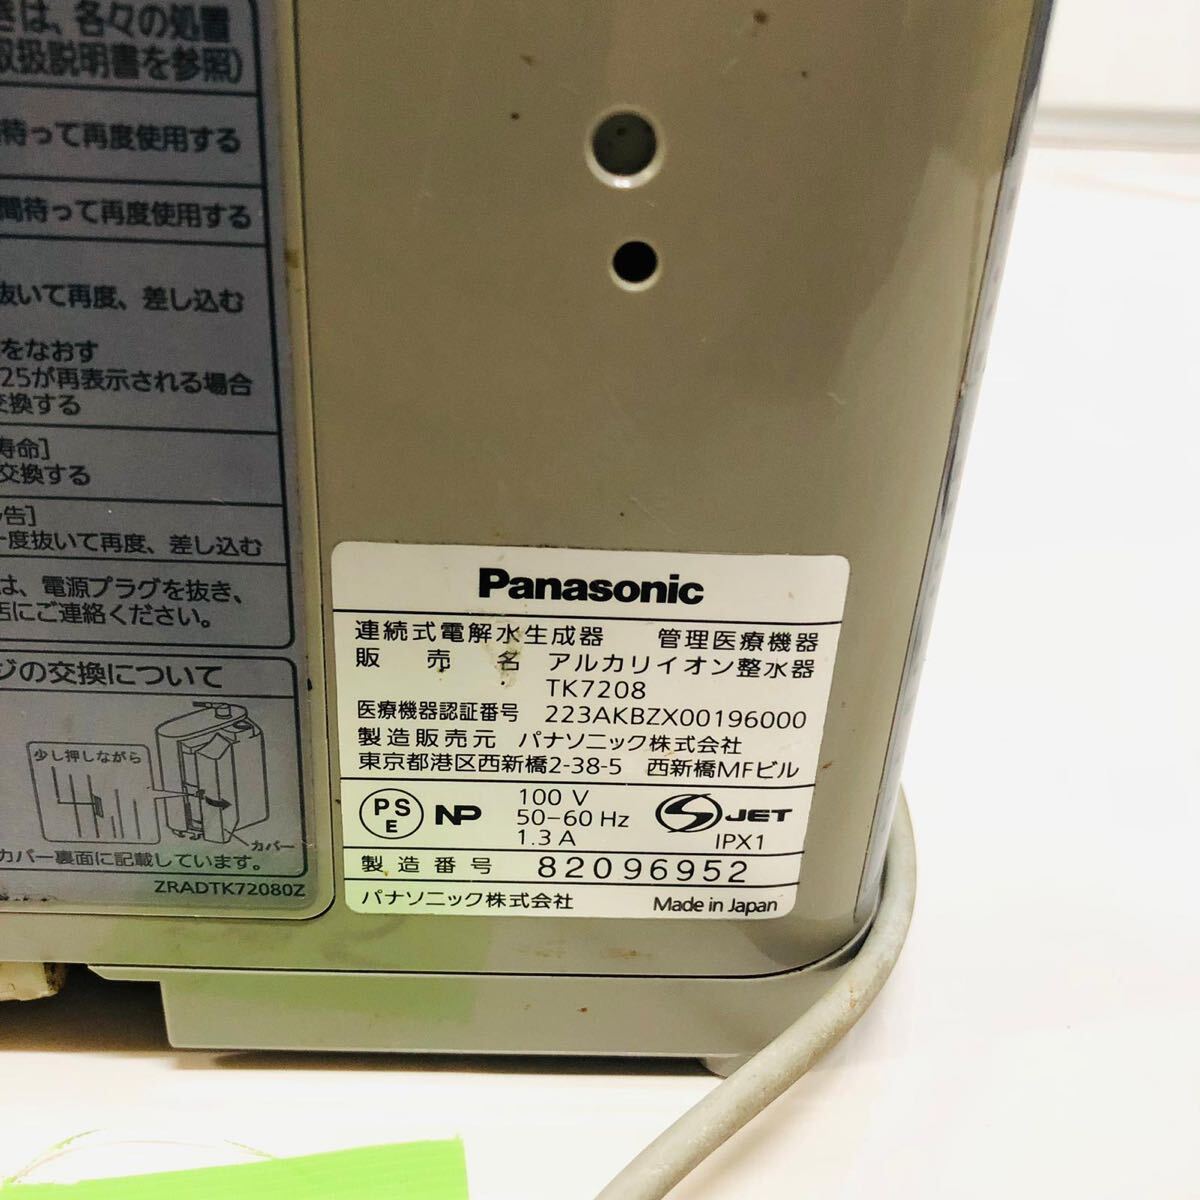 きは、各々の処置
取扱説明書を参照)
待って再度使用する
間待って再度使用する
抜いて再度、差し込む
をなおす
25が再表示される場合
交換する
寿命]
交換する
告]
一度抜いて再度、差し込む
は、電源プラグを抜き、
店にご連絡ください。
ジの交換について
少し押しながら
カバー
カバー裏面に記載しています。
ZRADTK72080Z
Panasonic
連続式電解水生成器 管理医療機器
販売名 アルカリイオン整水器
TK7208
医療機器認証番号 223AKBZX00196000
製造販売元 パナソニック株式会社
東京都港区西新橋2-38-5 西新橋MFビル
PSE NP 100 V
50-60 Hz
1.3 A
S JET
IPX1
製造番号 82096952
パナソニック株式会社 Made in Japan